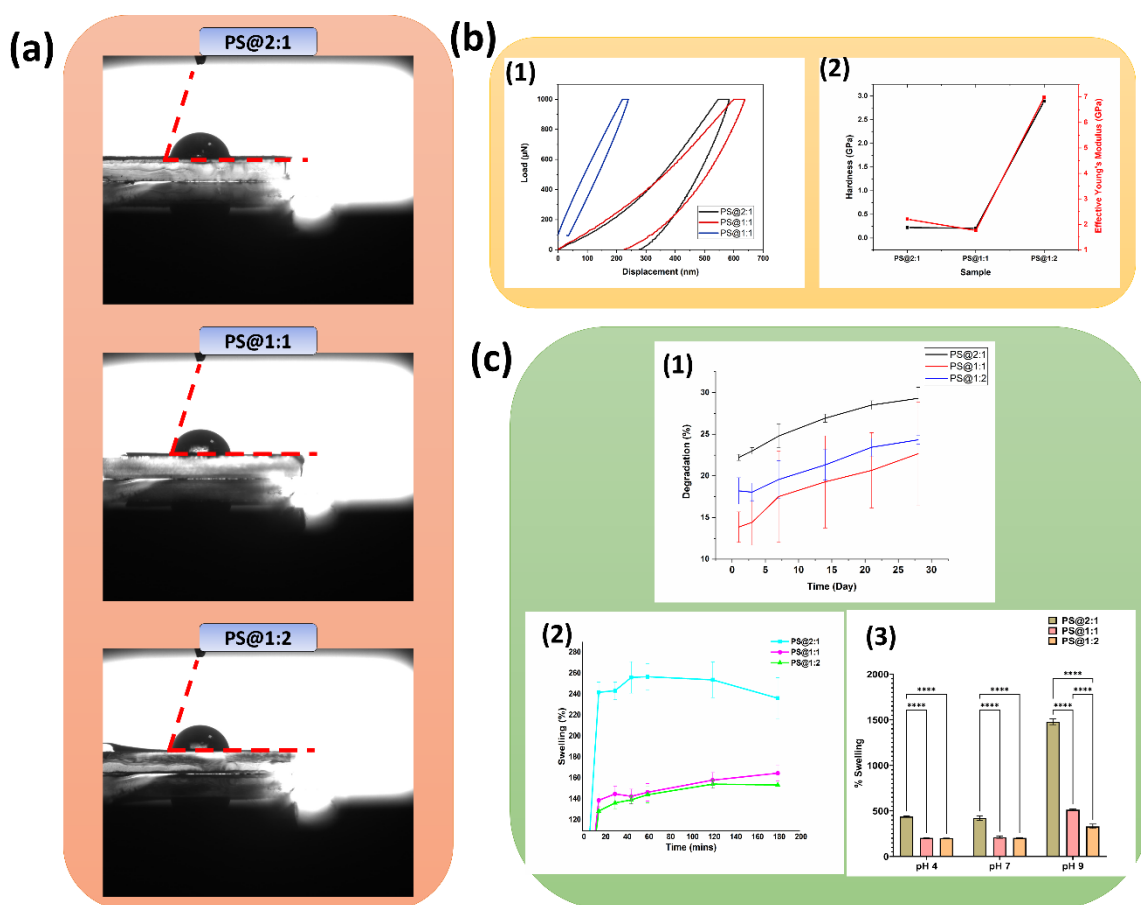 (a)
PS@2:1
PS@1:1
PS@1:2
(b)
(1)
1000
800
600
400
200
0
Load (µN)
0 100 200 300 400 500 600 700
Displacement (nm)
PS@2:1
PS@1:1
PS@1:1
(2)
3.0
2.5
2.0
1.5
1.0
0.5
0.0
Hardness (GPa)
7
6
5
4
3
2
1
Effective Young's Modulus (GPa)
PS@2:1 PS@1:1 PS@1:2
Sample
(c)
(1)
PS@2:1
PS@1:1
PS@1:2
30
25
20
15
10
Degradation (%)
0 5 10 15 20 25 30
Time (Day)
(2)
PS@2:1
PS@1:1
PS@1:2
280
260
240
220
200
180
160
140
120
Swelling (%)
0 20 40 60 80 100 120 140 160 180 200
Time (mins)
(3)
PS@2:1
PS@1:1
PS@1:2
2000
1500
1000
500
0
% Swelling
**** **** ****
**** **** **** ****
pH 4 pH 7 pH 9